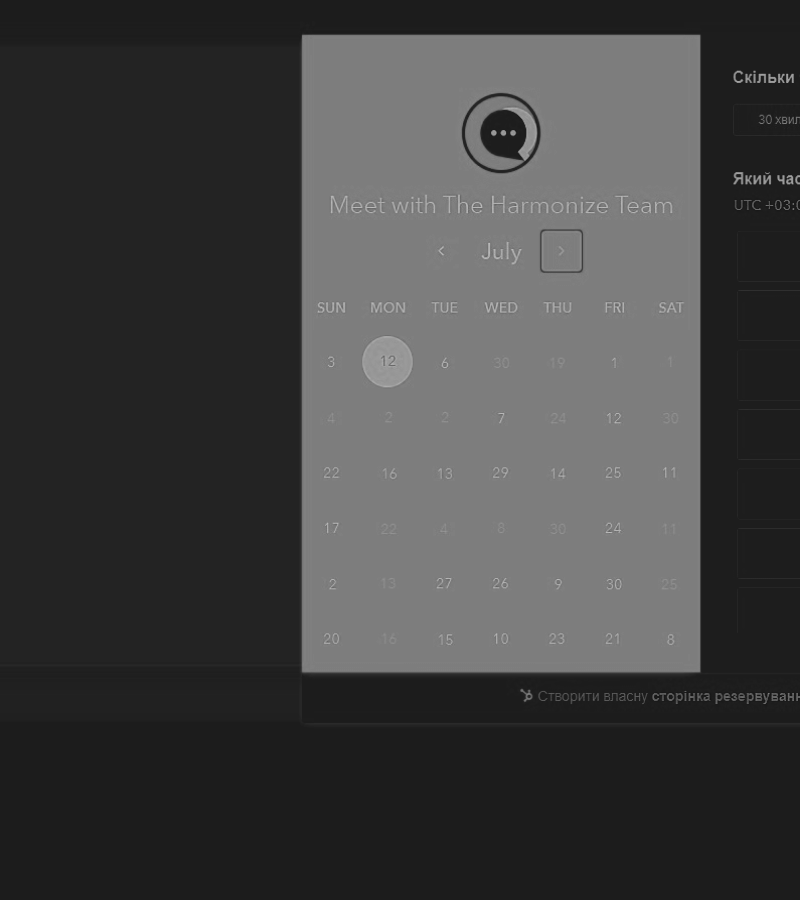 Meet with The Harmonize Team
July
SUN MON TUE WED THU FRI SAT
3 12 6 30 19 1 1
4 2 2 7 24 12 30
22 16 13 29 14 25 11
17 22 4 8 30 24 11
2 13 27 26 9 30 25
20 16 15 10 23 21 8
Скільки
30 хвил
Який час
UTC +03:0
Створити власну сторінка резервуванн